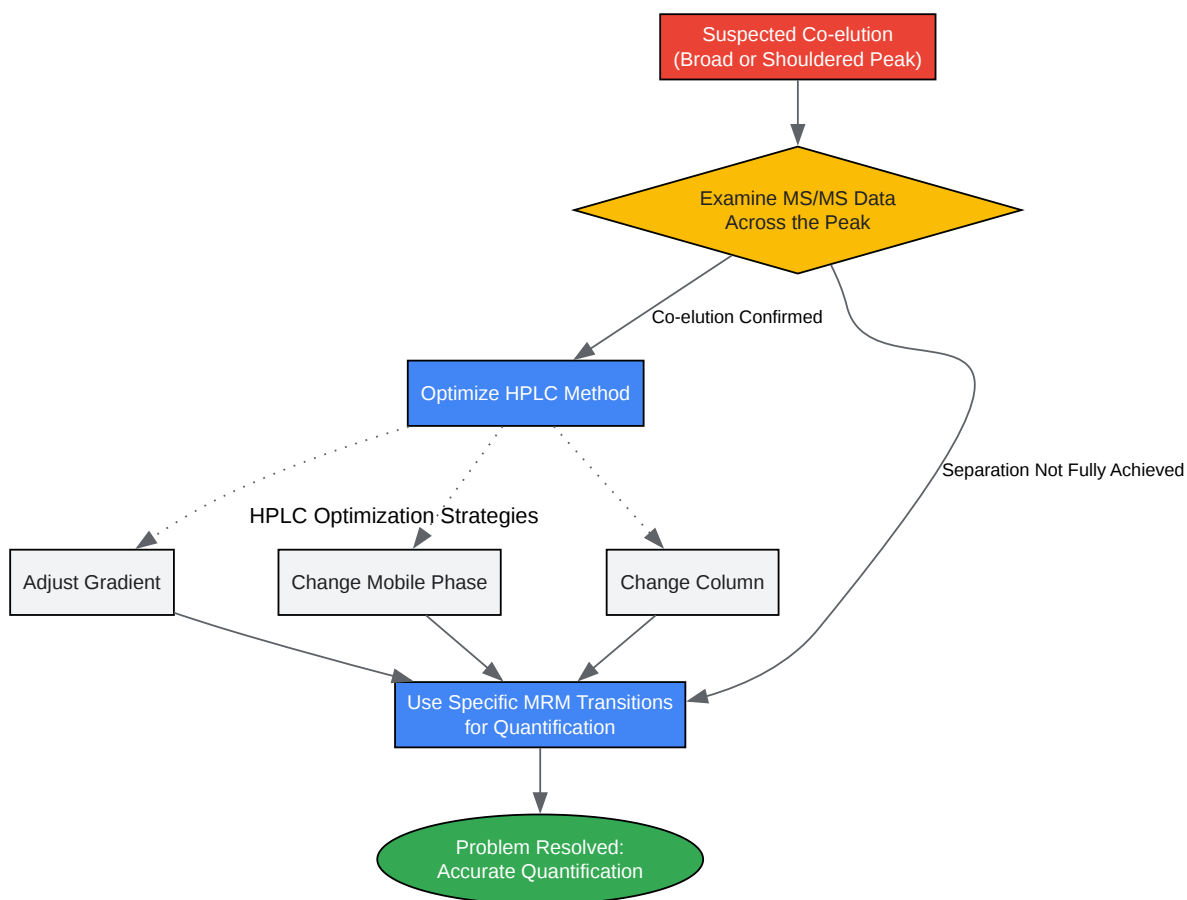 Suspected Co-elution
(Broad or Shouldered Peak)
Examine MS/MS Data
Across the Peak
Co-elution Confirmed
Optimize HPLC Method
Separation Not Fully Achieved
HPLC Optimization Strategies
Adjust Gradient
Change Mobile Phase
Change Column
Use Specific MRM Transitions
for Quantification
Problem Resolved:
Accurate Quantification